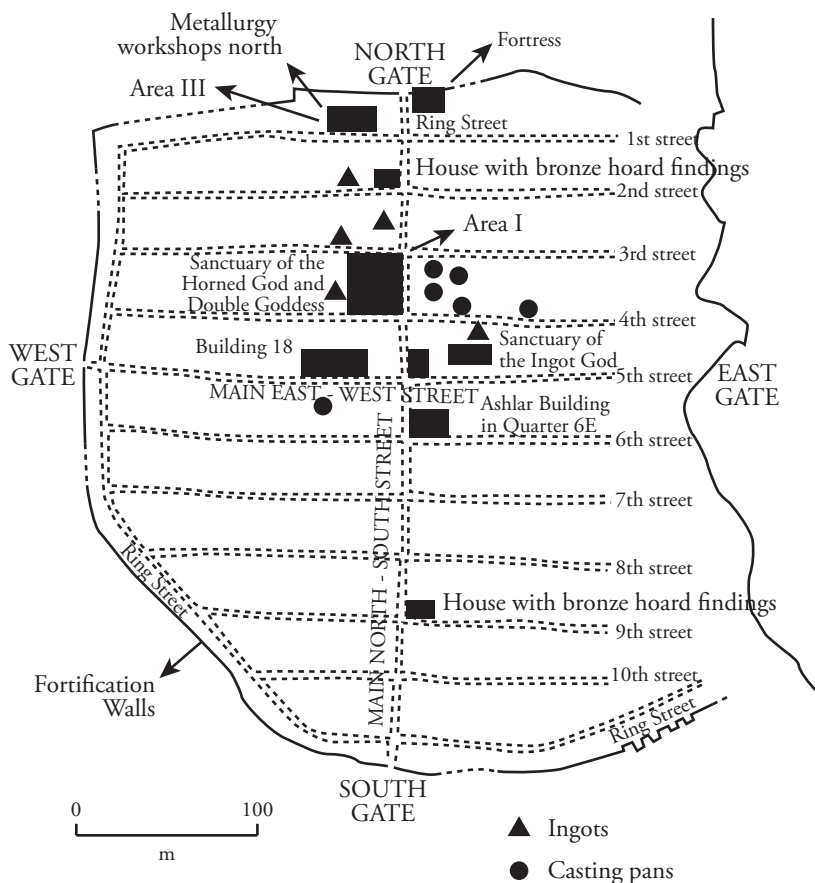 Metallurgy
workshops north
NORTH
GATE
Fortress
Area III
Ring Street
1st street
House with bronze hoard findings
2nd street
Area I
3rd street
Sanctuary of the
Horned God and
Double Goddess
4th street
WEST
GATE
Building 18
Sanctuary of
the Ingot God
5th street
EAST
GATE
MAIN EAST - WEST STREET
Ashlar Building
in Quarter 6E
6th street
MAIN NORTH - SOUTH STREET
7th street
Ring Street
8th street
House with bronze hoard findings
9th street
Fortification
Walls
10th street
Ring Street
SOUTH
GATE
0 100
m
Ingots
Casting pans